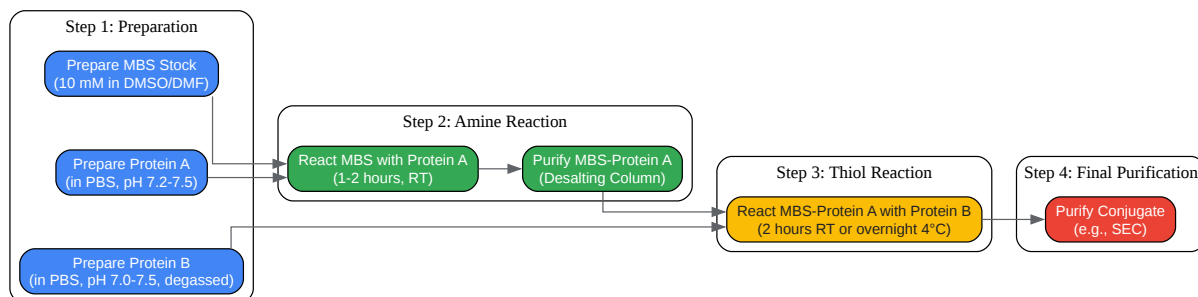 Step 1: Preparation
Prepare MBS Stock
(10 mM in DMSO/DMF)
Prepare Protein A
(in PBS, pH 7.2-7.5)
Prepare Protein B
(in PBS, pH 7.0-7.5, degassed)
Step 2: Amine Reaction
React MBS with Protein A
(1-2 hours, RT)
Purify MBS-Protein A
(Desalting Column)
Step 3: Thiol Reaction
React MBS-Protein A with Protein B
(2 hours RT or overnight 4°C)
Step 4: Final Purification
Purify Conjugate
(e.g., SEC)